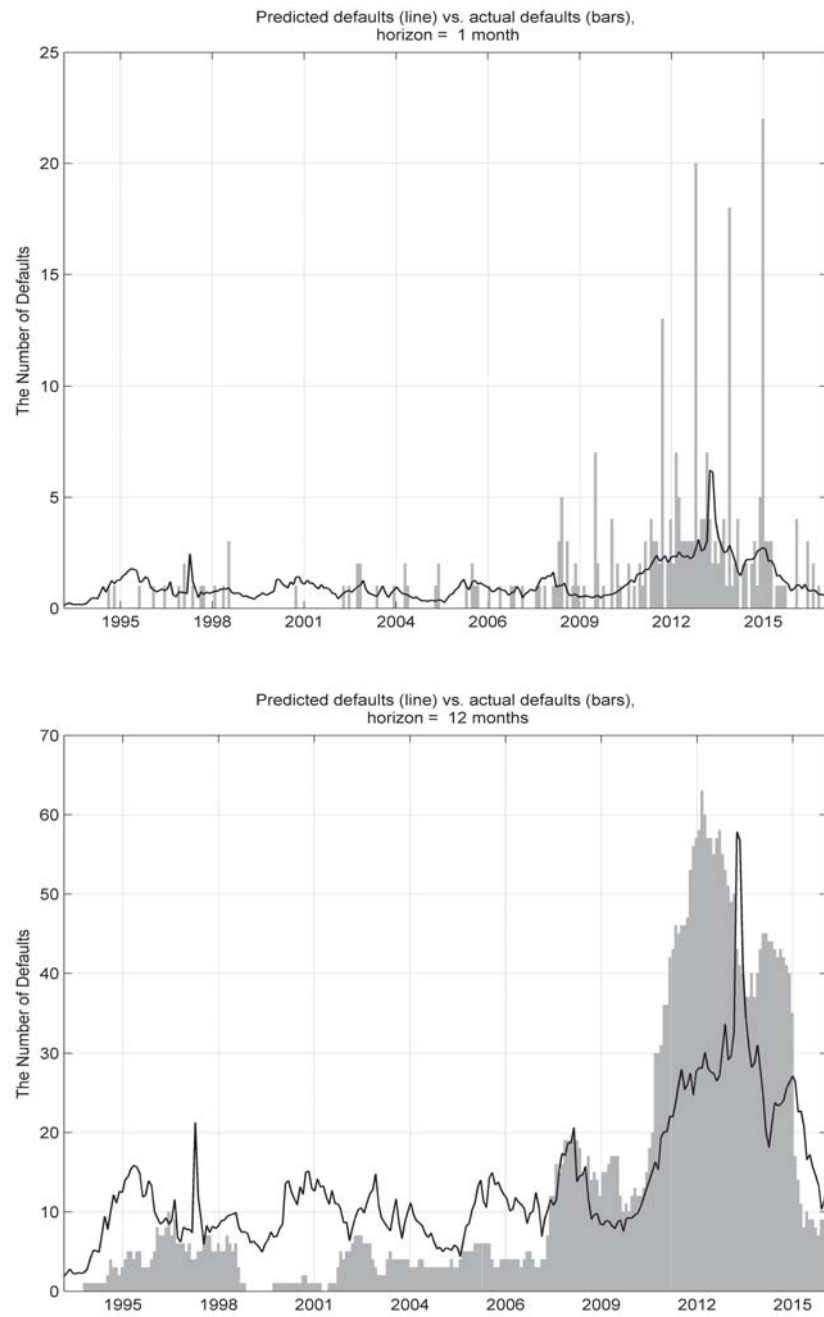 Predicted defaults (line) vs. actual defaults (bars),
horizon = 1 month
25
20
15
10
5
0
The Number of Defaults
1995 1998 2001 2004 2006 2009 2012 2015
Predicted defaults (line) vs. actual defaults (bars),
horizon = 12 months
70
60
50
40
30
20
10
0
The Number of Defaults
1995 1998 2001 2004 2006 2009 2012 2015